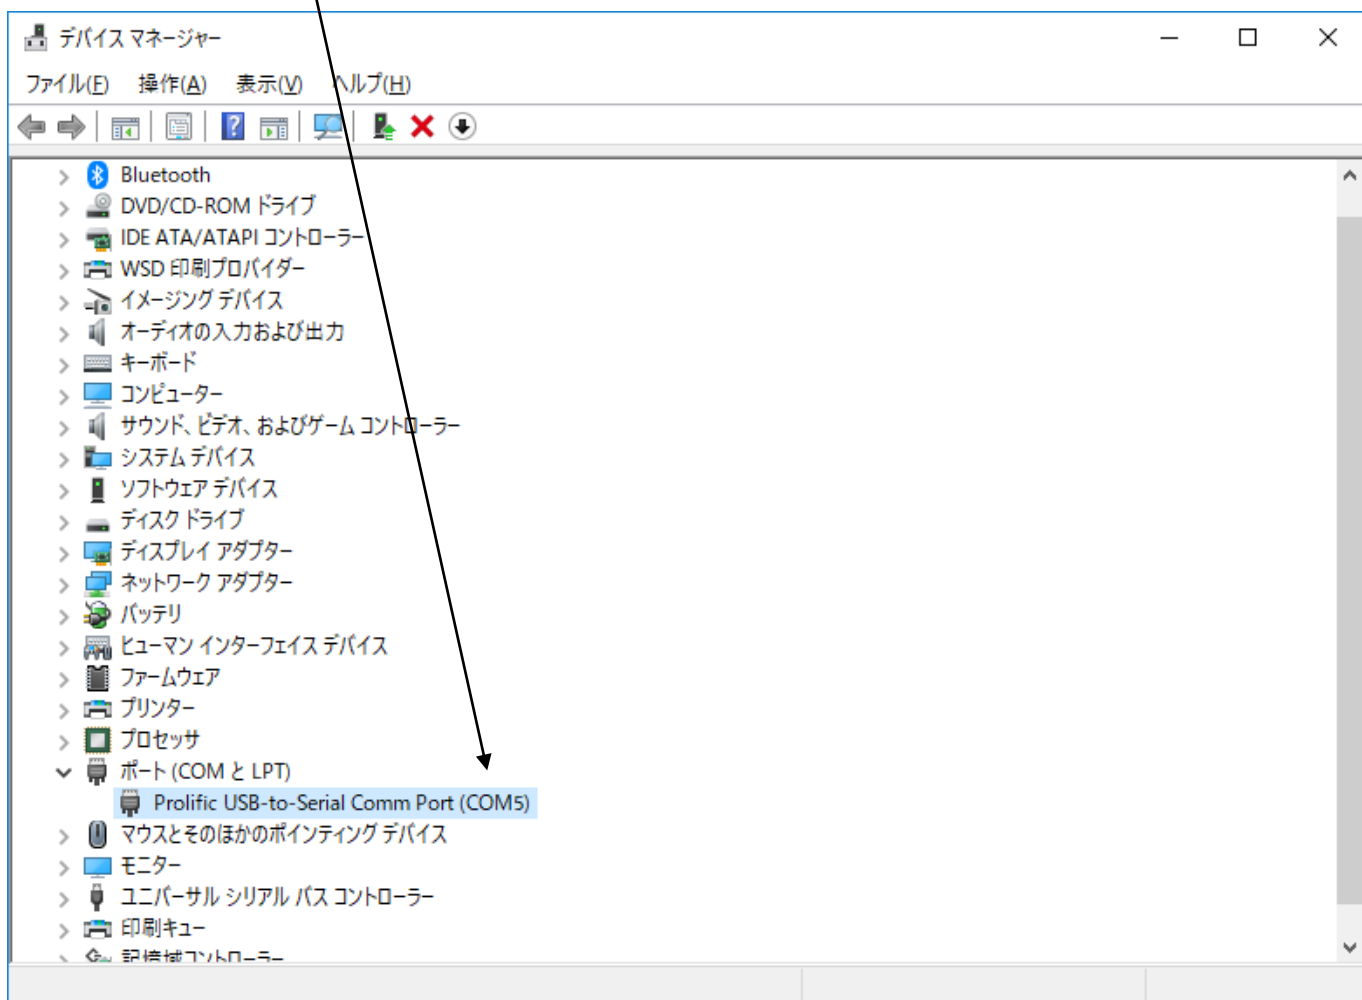 デバイス マネージャー
ファイル(F) 操作(A) 表示(V) ヘルプ(H)
Bluetooth
DVD/CD-ROM ドライブ
IDE ATA/ATAPI コントローラー
WSD 印刷プロバイダー
イメージング デバイス
オーディオの入力および出力
キーボード
コンピューター
サウンド、ビデオ、およびゲーム コントローラー
システム デバイス
ソフトウェア デバイス
ディスク ドライブ
ディスプレイ アダプター
ネットワーク アダプター
バッテリ
ヒューマン インターフェイス デバイス
ファームウェア
プリンター
プロセッサ
ポート (COM と LPT)
Prolific USB-to-Serial Comm Port (COM5)
マウスとそのほかのポインティング デバイス
モニター
ユニバーサル シリアル バス コントローラー
印刷キュー
記憶域コントローラー